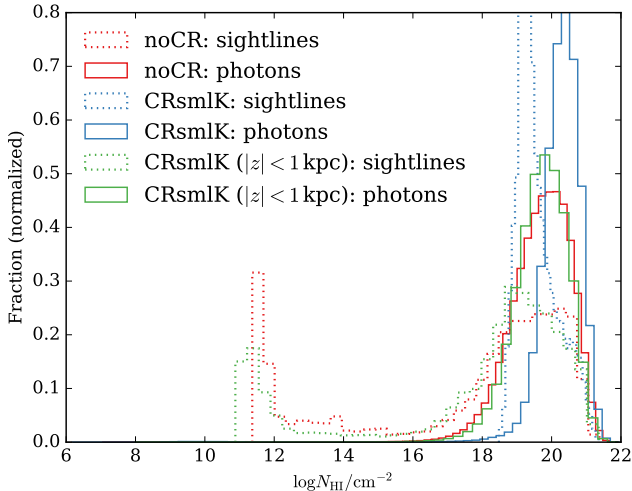 0.8
0.7
0.6
0.5
0.4
0.3
0.2
0.1
0.0
Fraction (normalized)
noCR: sightlines
noCR: photons
CRsmlK: sightlines
CRsmlK: photons
CRsmlK (|z| < 1 kpc): sightlines
CRsmlK (|z| < 1 kpc): photons
6 8 10 12 14 16 18 20 22
logN_HI/cm⁻²